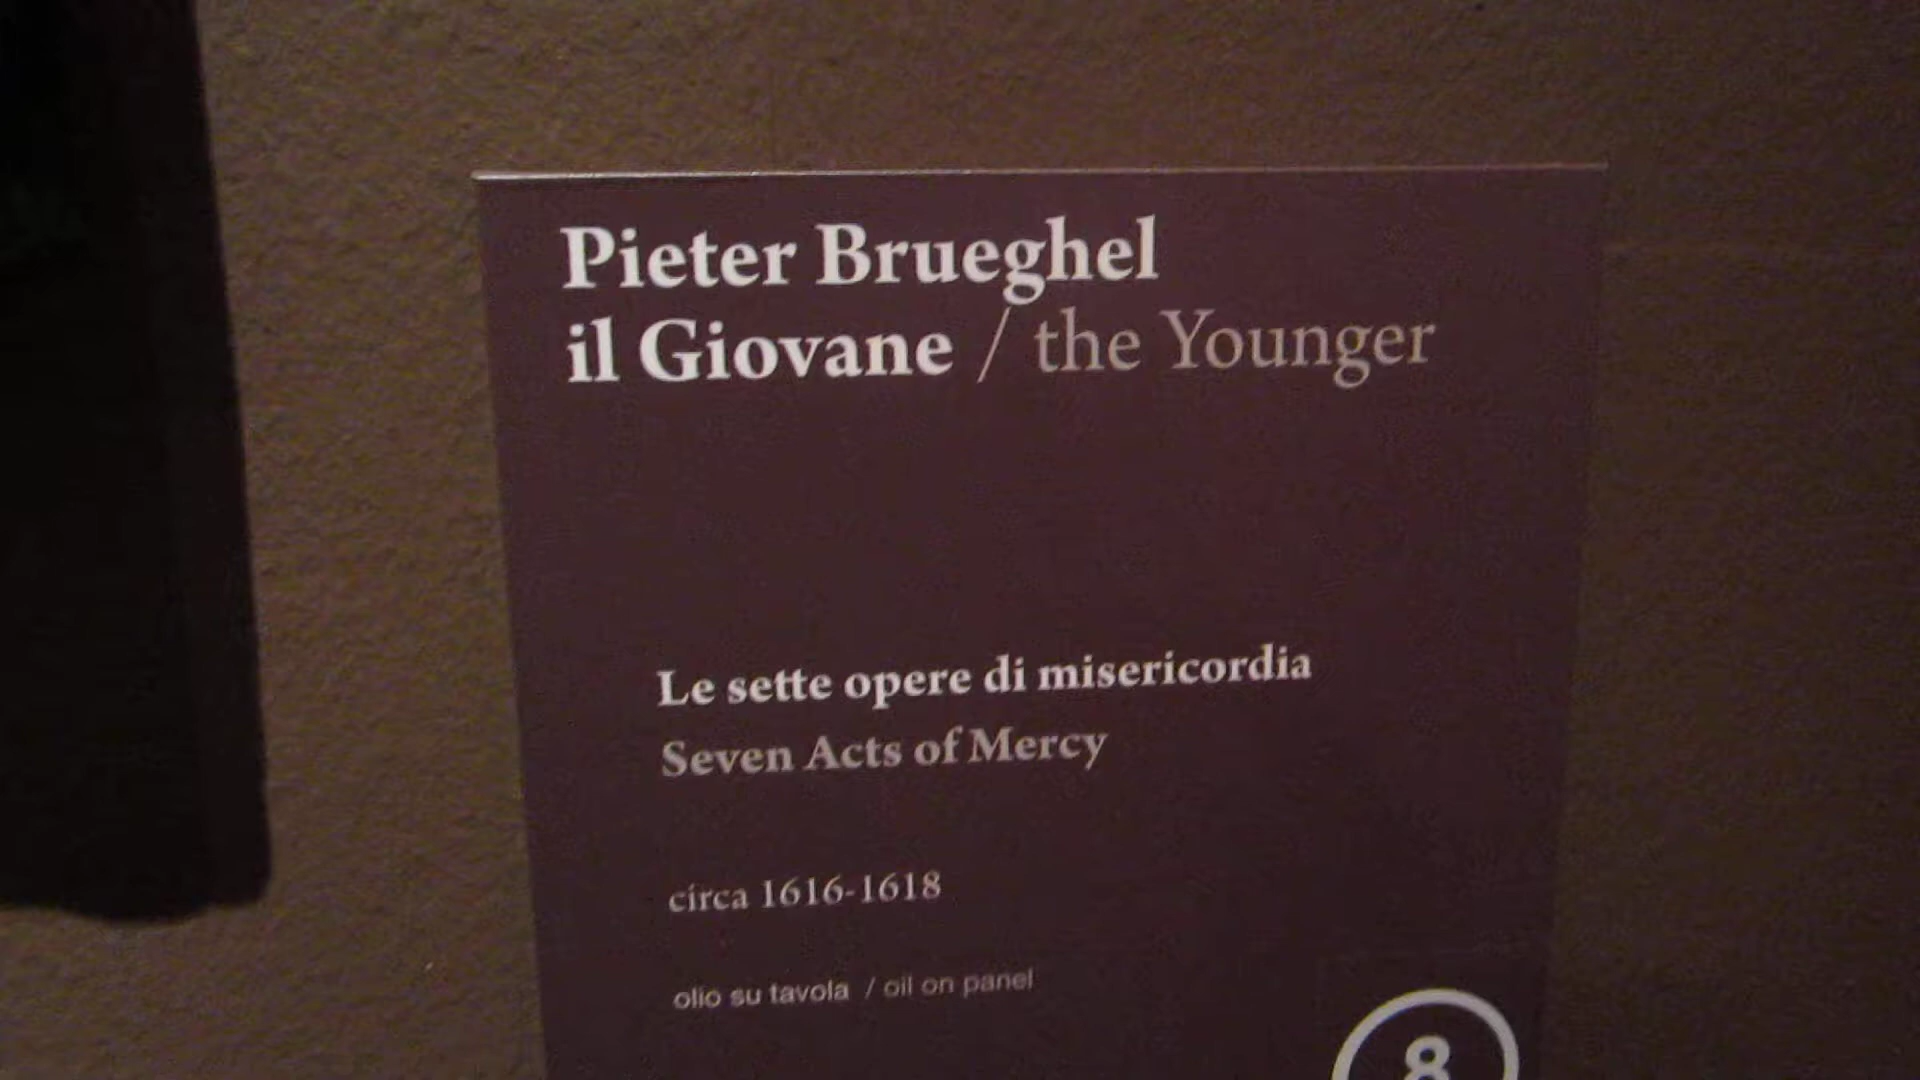 Pieter Brueghel
il Giovane / the Younger
Le sette opere di misericordia
Seven Acts of Mercy
circa 1616-1618
olio su tavola / oil on panel
8